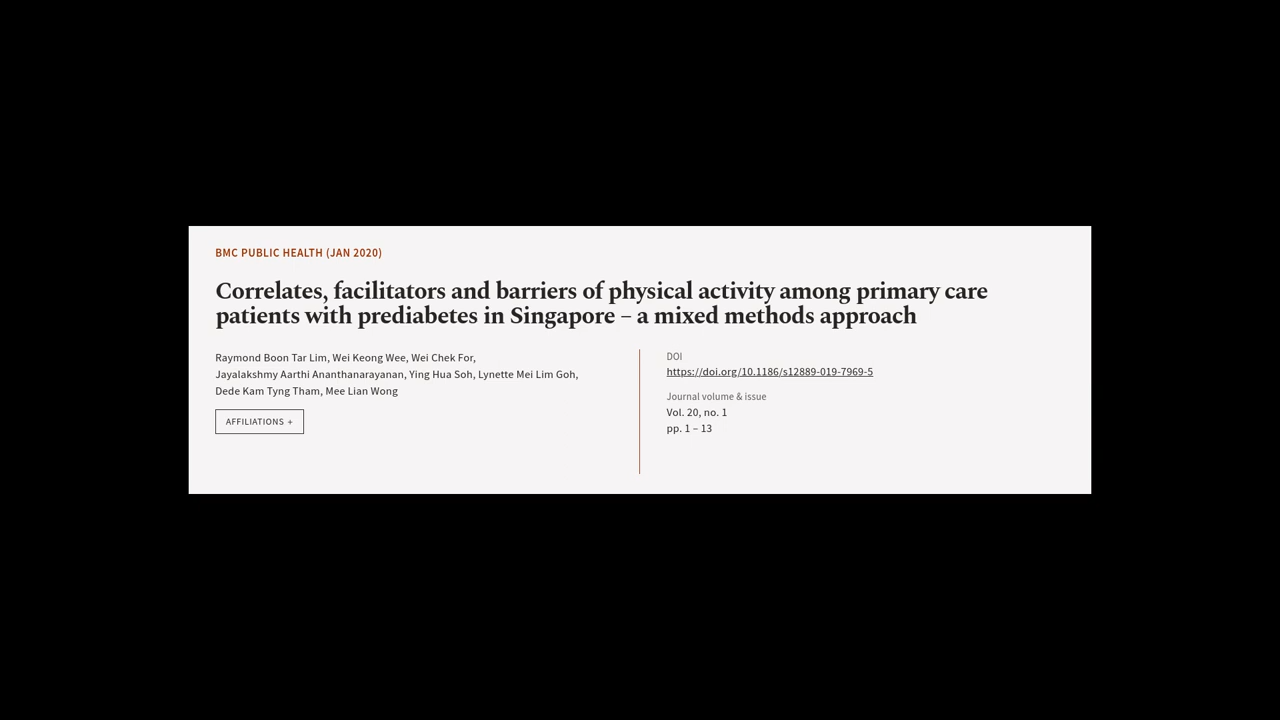 BMC PUBLIC HEALTH (JAN 2020)
Correlates, facilitators and barriers of physical activity among primary care
patients with prediabetes in Singapore – a mixed methods approach
Raymond Boon Tar Lim, Wei Keong Wee, Wei Chek For,
Jayalakshmy Aarthi Ananthanarayanan, Ying Hua Soh, Lynette Mei Lim Goh,
Dede Kam Tyng Tham, Mee Lian Wong
AFFILIATIONS +
DOI
https://doi.org/10.1186/s12889-019-7969-5
Journal volume & issue
Vol. 20, no. 1
pp. 1 – 13